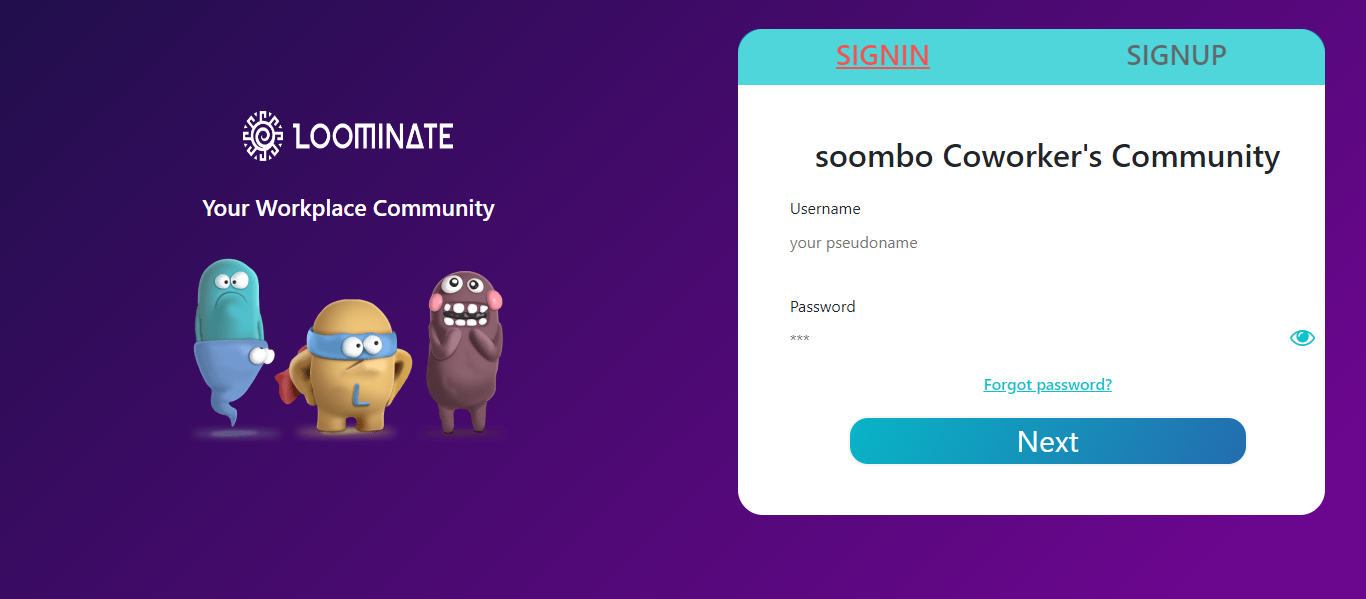 LOOMINATE
Your Workplace Community
L
SIGNIN SIGNUP
soombo Coworker's Community
Username
your pseudoname
Password
***
Forgot password?
Next